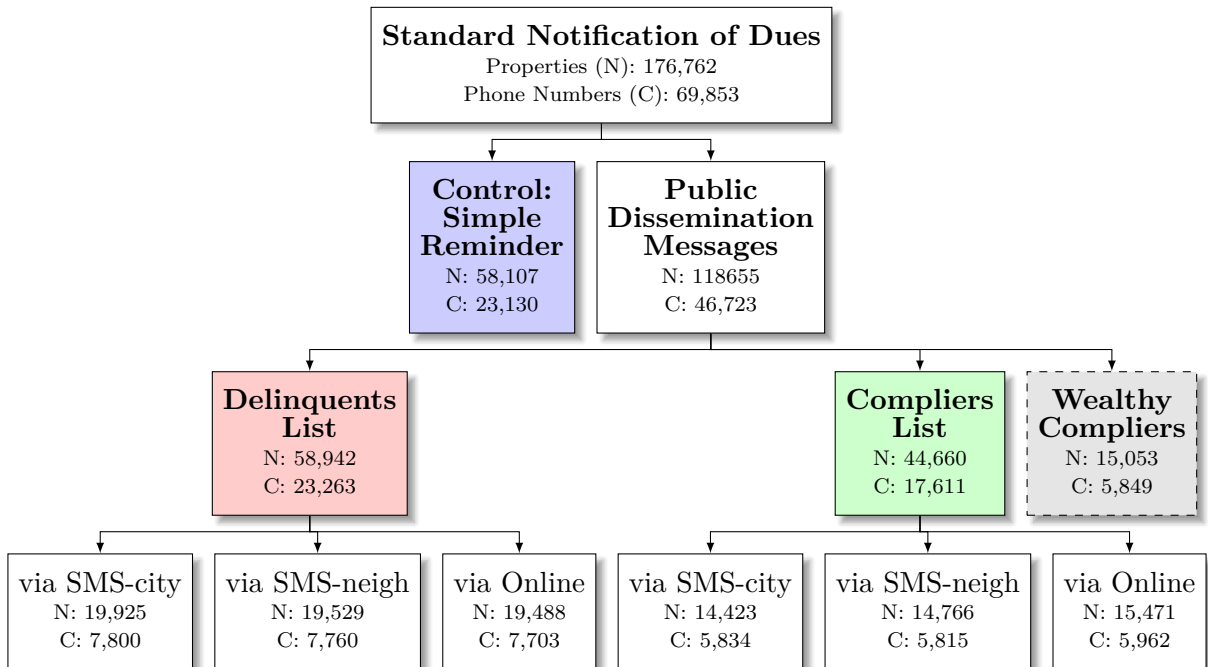 Standard Notification of Dues
Properties (N): 176,762
Phone Numbers (C): 69,853
Control:
Simple
Reminder
N: 58,107
C: 23,130
Public
Dissemination
Messages
N: 118655
C: 46,723
Delinquents
List
N: 58,942
C: 23,263
Compliers
List
N: 44,660
C: 17,611
Wealthy
Compliers
N: 15,053
C: 5,849
via SMS-city
N: 19,925
C: 7,800
via SMS-neigh
N: 19,529
C: 7,760
via Online
N: 19,488
C: 7,703
via SMS-city
N: 14,423
C: 5,834
via SMS-neigh
N: 14,766
C: 5,815
via Online
N: 15,471
C: 5,962